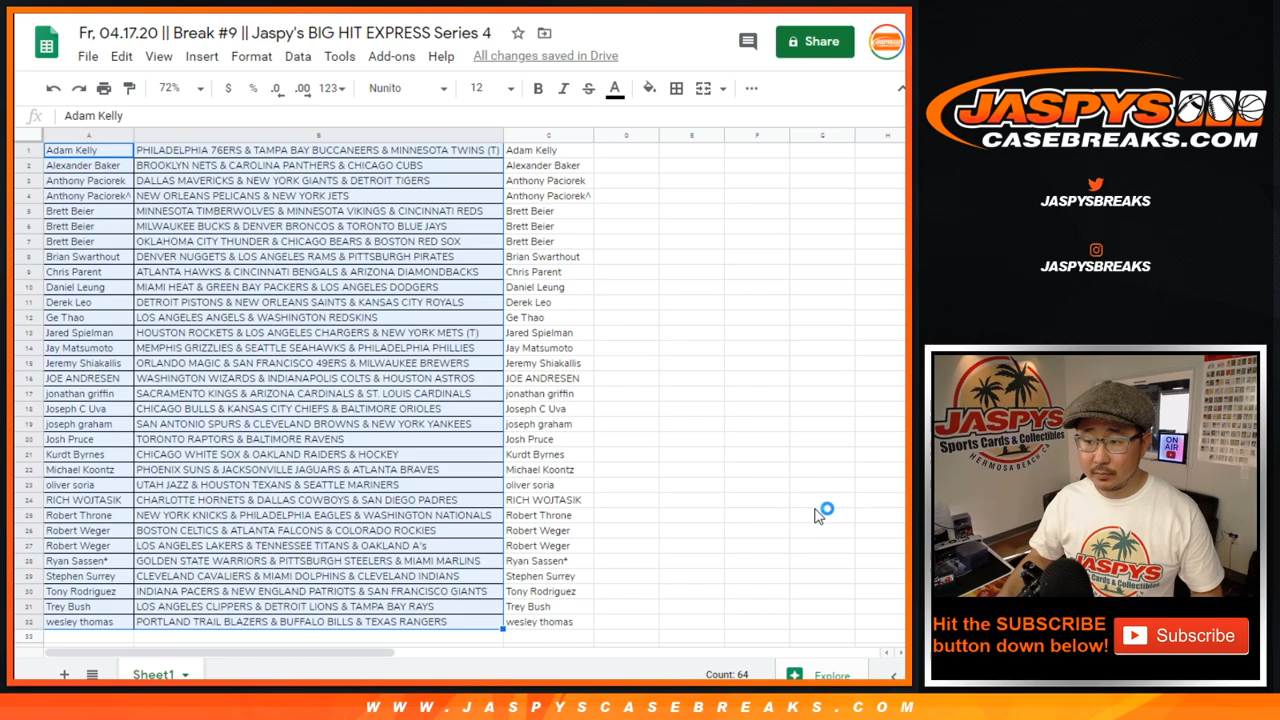 Fr, 04.17.20 || Break #9 || Jaspy's BIG HIT EXPRESS Series 4
Share
File Edit View Insert Format Data Tools Add-ons Help All changes saved in Drive
72% $ % .0 .00 123 Nunito 12 B I S A
fx Adam Kelly
A B C D E F G H
1 Adam Kelly PHILADELPHIA 76ERS & TAMPA BAY BUCCANEERS & MINNESOTA TWINS (T) Adam Kelly
2 Alexander Baker BROOKLYN NETS & CAROLINA PANTHERS & CHICAGO CUBS Alexander Baker
3 Anthony Paciorek DALLAS MAVERICKS & NEW YORK GIANTS & DETROIT TIGERS Anthony Paciorek
4 Anthony Paciorek^ NEW ORLEANS PELICANS & NEW YORK JETS Anthony Paciorek^
5 Brett Beier MINNESOTA TIMBERWOLVES & MINNESOTA VIKINGS & CINCINNATI REDS Brett Beier
6 Brett Beier MILWAUKEE BUCKS & DENVER BRONCOS & TORONTO BLUE JAYS Brett Beier
7 Brett Beier OKLAHOMA CITY THUNDER & CHICAGO BEARS & BOSTON RED SOX Brett Beier
8 Brian Swarthout DENVER NUGGETS & LOS ANGELES RAMS & PITTSBURGH PIRATES Brian Swarthout
9 Chris Parent ATLANTA HAWKS & CINCINNATI BENGALS & ARIZONA DIAMONDBACKS Chris Parent
10 Daniel Leung MIAMI HEAT & GREEN BAY PACKERS & LOS ANGELES DODGERS Daniel Leung
11 Derek Leo DETROIT PISTONS & NEW ORLEANS SAINTS & KANSAS CITY ROYALS Derek Leo
12 Ge Thao LOS ANGELES ANGELS & WASHINGTON REDSKINS Ge Thao
13 Jared Spielman HOUSTON ROCKETS & LOS ANGELES CHARGERS & NEW YORK METS (T) Jared Spielman
14 Jay Matsumoto MEMPHIS GRIZZLIES & SEATTLE SEAHAWKS & PHILADELPHIA PHILLIES Jay Matsumoto
15 Jeremy Shiakallis ORLANDO MAGIC & SAN FRANCISCO 49ERS & MILWAUKEE BREWERS Jeremy Shiakallis
16 JOE ANDRESEN WASHINGTON WIZARDS & INDIANAPOLIS COLTS & HOUSTON ASTROS JOE ANDRESEN
17 jonathan griffin SACRAMENTO KINGS & ARIZONA CARDINALS & ST. LOUIS CARDINALS jonathan griffin
18 Joseph C Uva CHICAGO BULLS & KANSAS CITY CHIEFS & BALTIMORE ORIOLES Joseph C Uva
19 joseph graham SAN ANTONIO SPURS & CLEVELAND BROWNS & NEW YORK YANKEES joseph graham
20 Josh Pruce TORONTO RAPTORS & BALTIMORE RAVENS Josh Pruce
21 Kurdt Byrnes CHICAGO WHITE SOX & OAKLAND RAIDERS & HOCKEY Kurdt Byrnes
22 Michael Koontz PHOENIX SUNS & JACKSONVILLE JAGUARS & ATLANTA BRAVES Michael Koontz
23 oliver soria UTAH JAZZ & HOUSTON TEXANS & SEATTLE MARINERS oliver soria
24 RICH WOJTASIK CHARLOTTE HORNETS & DALLAS COWBOYS & SAN DIEGO PADRES RICH WOJTASIK
25 Robert Throne NEW YORK KNICKS & PHILADELPHIA EAGLES & WASHINGTON NATIONALS Robert Throne
26 Robert Weger BOSTON CELTICS & ATLANTA FALCONS & COLORADO ROCKIES Robert Weger
27 Robert Weger LOS ANGELES LAKERS & TENNESSEE TITANS & OAKLAND A's Robert Weger
28 Ryan Sassen* GOLDEN STATE WARRIORS & PITTSBURGH STEELERS & MIAMI MARLINS Ryan Sassen*
29 Stephen Surrey CLEVELAND CAVALIERS & MIAMI DOLPHINS & CLEVELAND INDIANS Stephen Surrey
30 Tony Rodriguez INDIANA PACERS & NEW ENGLAND PATRIOTS & SAN FRANCISCO GIANTS Tony Rodriguez
31 Trey Bush LOS ANGELES CLIPPERS & DETROIT LIONS & TAMPA BAY RAYS Trey Bush
32 wesley thomas PORTLAND TRAIL BLAZERS & BUFFALO BILLS & TEXAS RANGERS wesley thomas
33
Sheet1 Count: 64 Explore
JASPYS
CASEBREAKS.COM
JASPYSBREAKS
JASPYSBREAKS
JASPY'S
Sports Cards & Collectibles
HERMOSA BEACH CA
ON AIR
JASPY'S
Hit the SUBSCRIBE
button down below!
Subscribe
WWW.JASPYSCASEBREAKS.COM